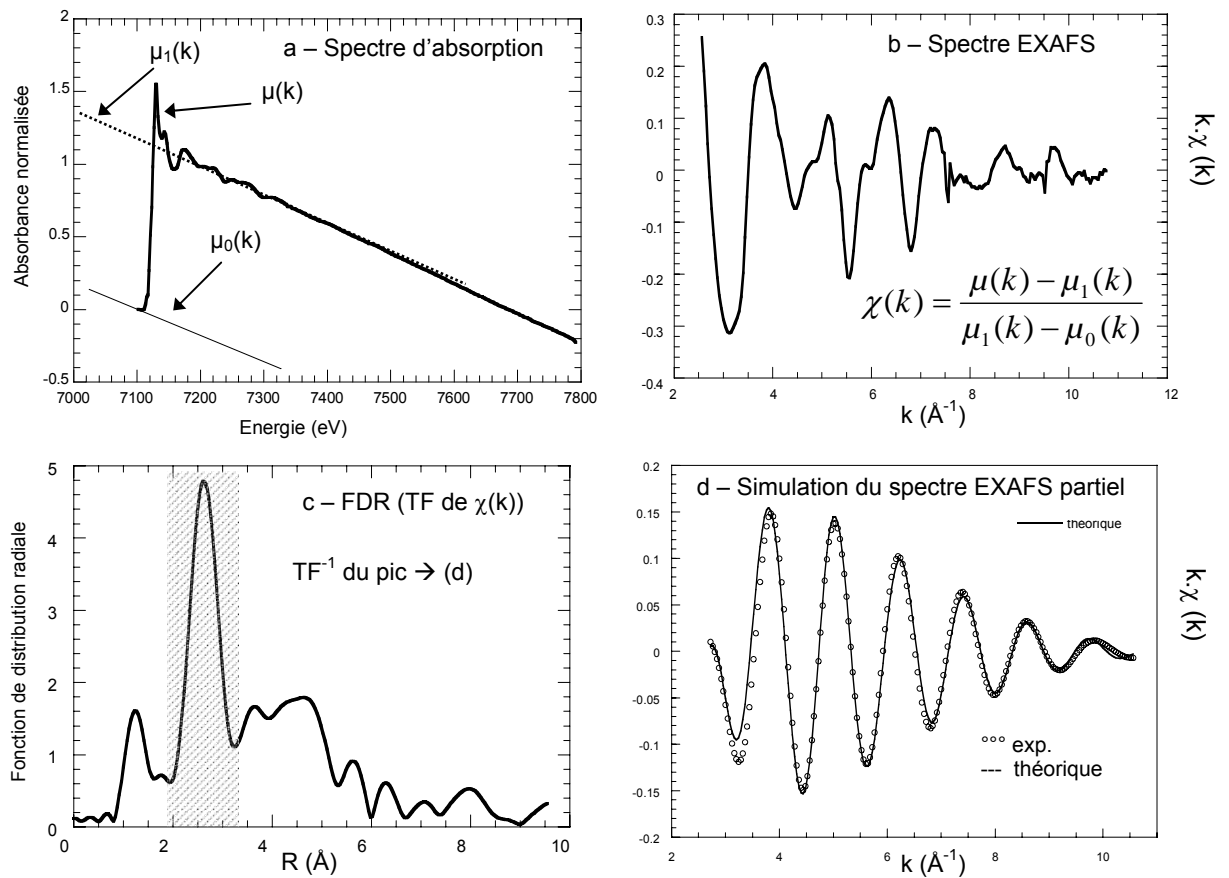 a – Spectre d'absorption
µ₁(k)
µ(k)
µ₀(k)
Absorbance normalisée
2
1.5
1
0.5
0
-0.5
7000 7100 7200 7300 7400 7500 7600 7700 7800
Energie (eV)
b – Spectre EXAFS
0.3
0.2
0.1
0
-0.1
-0.2
-0.3
-0.4
χ(k) = (μ(k) − μ₁(k)) / (μ₁(k) − μ₀(k))
2 4 6 8 10 12
k (Å⁻¹)
k.χ (k)
c – FDR (TF de χ(k))
TF⁻¹ du pic → (d)
Fonction de distribution radiale
5
4
3
2
1
0
0 2 4 6 8 10
R (Å)
d – Simulation du spectre EXAFS partiel
theorique
0.2
0.15
0.1
0.05
0
-0.05
-0.1
-0.15
-0.2
exp.
théorique
2 4 6 8 10
k (Å⁻¹)
k.χ (k)